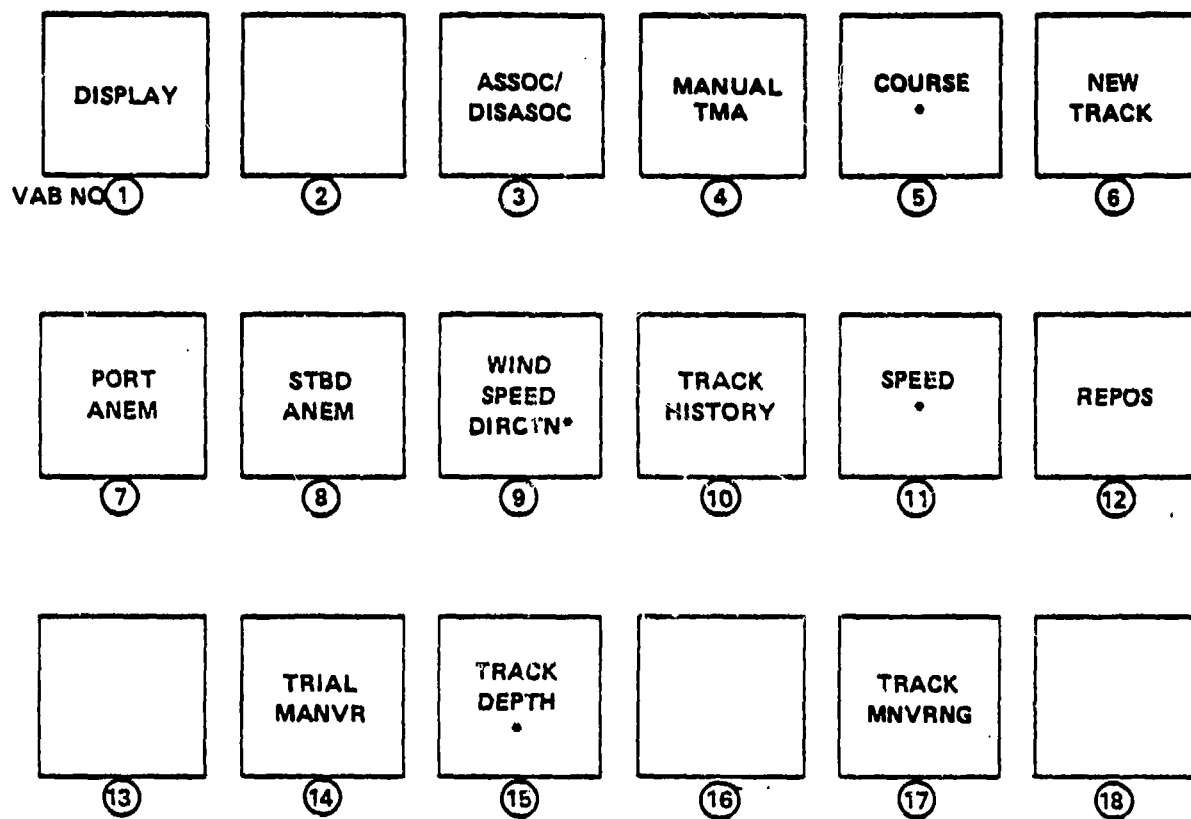 DISPLAY
ASSOC/
DISASOC
MANUAL
TMA
COURSE
*
NEW
TRACK
VAB NO 1
2
3
4
5
6
PORT
ANEM
STBD
ANEM
WIND
SPEED
DIRCTN*
TRACK
HISTORY
SPEED
*
REPOS
7
8
9
10
11
12
TRIAL
MANVR
TRACK
DEPTH
*
TRACK
MNVRNG
13
14
15
16
17
18